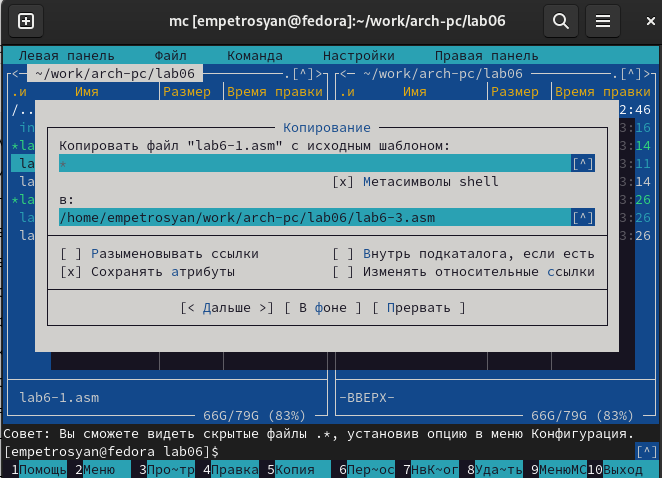 mc [empetrosyan@fedora]:~/work/arch-pc/lab06
Левая панель Файл Команда Настройки Правая панель
<─ ~/work/arch-pc/lab06 ─.[^]> <─ ~/work/arch-pc/lab06 ─.[^]>
.и Имя Размер Время правки .и Имя Размер Время правки
/.. 2:46
in 3:16
*la 3:14
la 3:11
la 3:14
*la 3:26
la 3:26
la 3:26
Копирование
Копировать файл "lab6-1.asm" с исходным шаблоном:
* [^]
[x] Метасимволы shell
в:
/home/empetrosyan/work/arch-pc/lab06/lab6-3.asm [^]
[ ] Разыменовывать ссылки [ ] Внутрь подкаталога, если есть
[x] Сохранять атрибуты [ ] Изменять относительные ссылки
[< Дальше >] [ В фоне ] [ Прервать ]
lab6-1.asm -ВВЕРХ-
66G/79G (83%) 66G/79G (83%)
Совет: Вы сможете видеть скрытые файлы .*, установив опцию в меню Конфигурация.
[empetrosyan@fedora lab06]$ [^]
1Помощь 2Меню 3Про~тр 4Правка 5Копия 6Пер~ос 7НвК~ог 8Уда~ть 9МенюMC 10Выход